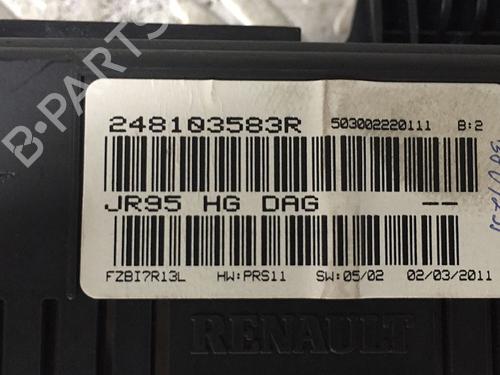 248103583R 503002220111 B:2
JR95 HG DAG --
FZBI7R13L HW:PRS11 SW:05/02 02/03/2011
RENAULT
B-PARTS